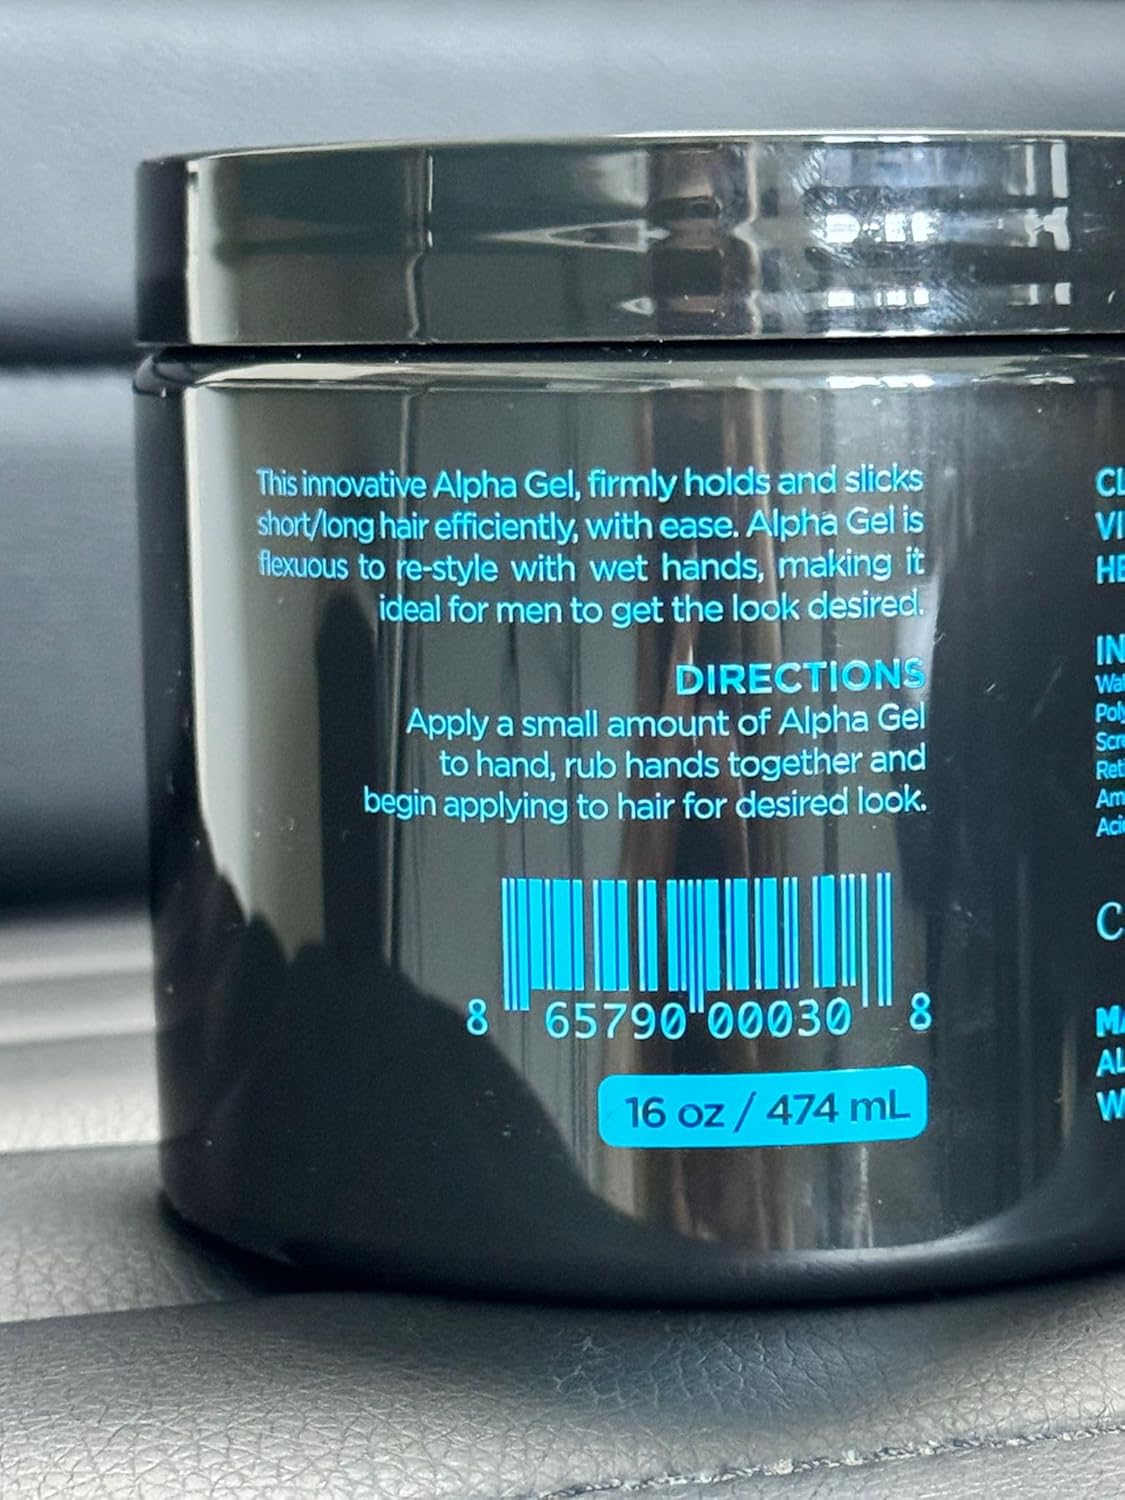 This innovative Alpha Gel, firmly holds and slicks
short/long hair efficiently, with ease. Alpha Gel is
flexuous to re-style with wet hands, making it
ideal for men to get the look desired.
DIRECTIONS
Apply a small amount of Alpha Gel
to hand, rub hands together and
begin applying to hair for desired look.
8 65790 00030 8
16 oz / 474 mL